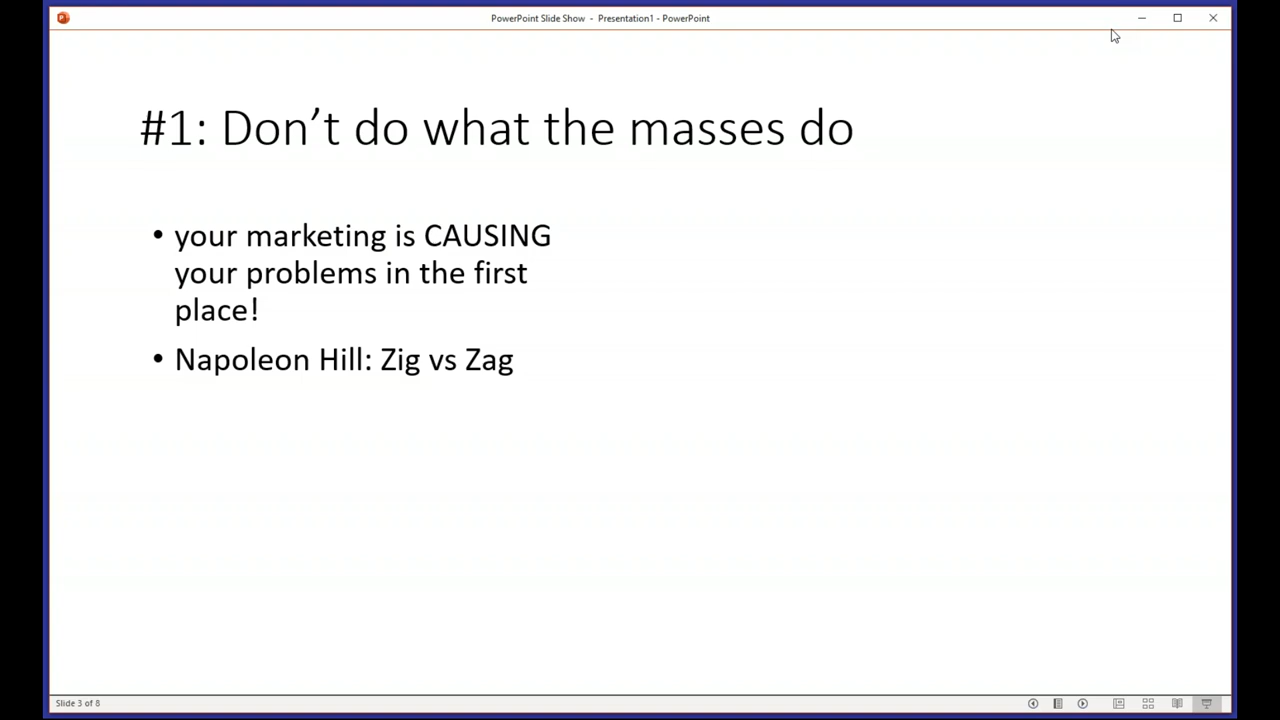 PowerPoint Slide Show - Presentation1 - PowerPoint
#1: Don’t do what the masses do
• your marketing is CAUSING
your problems in the first
place!
• Napoleon Hill: Zig vs Zag
Slide 3 of 8